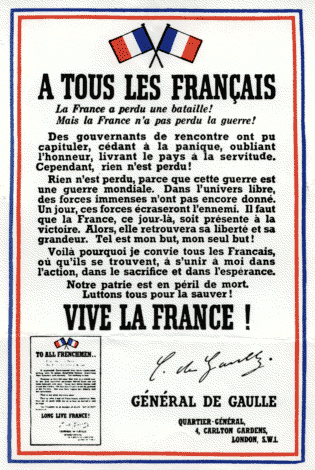 A TOUS LES FRANÇAIS
La France a perdu une bataille!
Mais la France n'a pas perdu la guerre!
Des gouvernants de rencontre ont pu
capituler, cédant à la panique, oubliant
l'honneur, livrant le pays à la servitude.
Cependant, rien n'est perdu!
Rien n'est perdu, parce que cette guerre est
une guerre mondiale. Dans l'univers libre,
des forces immenses n'ont pas encore donné.
Un jour, ces forces écraseront l'ennemi. Il faut
que la France, ce jour-là, soit présente à la
victoire. Alors, elle retrouvera sa liberté et sa
grandeur. Tel est mon but, mon seul but!
Voilà pourquoi je convie tous les Francais,
où qu'ils se trouvent, à s'unir à moi dans
l'action, dans le sacrifice et dans l'espérance.
Notre patrie est en péril de mort.
Luttons tous pour la sauver!
VIVE LA FRANCE !
TO ALL FRENCHMEN..
LONG LIVE FRANCE!
C. de Gaulle.
GÉNÉRAL DE GAULLE
QUARTIER-GÉNÉRAL,
4, CARLTON GARDENS,
LONDON, S.W.1.